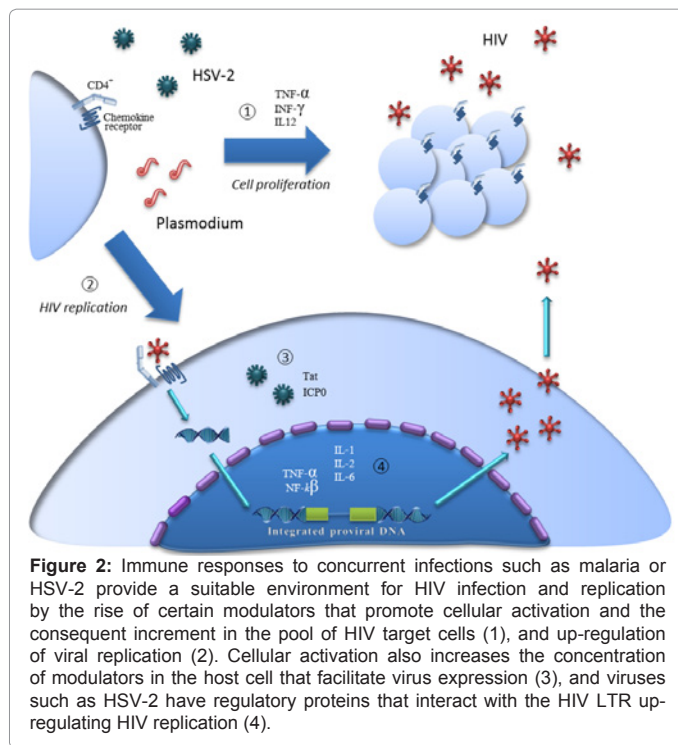 HSV-2
HIV
CD4⁻
Chemokine
receptor
①
TNF-α
INF-γ
IL12
Cell proliferation
Plasmodium
②
HIV replication
③
Tat
ICP0
④
IL-1
IL-2
IL-6
TNF-α
NF-kβ
Integrated proviral DNA
Figure 2: Immune responses to concurrent infections such as malaria or
HSV-2 provide a suitable environment for HIV infection and replication
by the rise of certain modulators that promote cellular activation and the
consequent increment in the pool of HIV target cells (1), and up-regulation
of viral replication (2). Cellular activation also increases the concentration
of modulators in the host cell that facilitate virus expression (3), and viruses
such as HSV-2 have regulatory proteins that interact with the HIV LTR up-
regulating HIV replication (4).